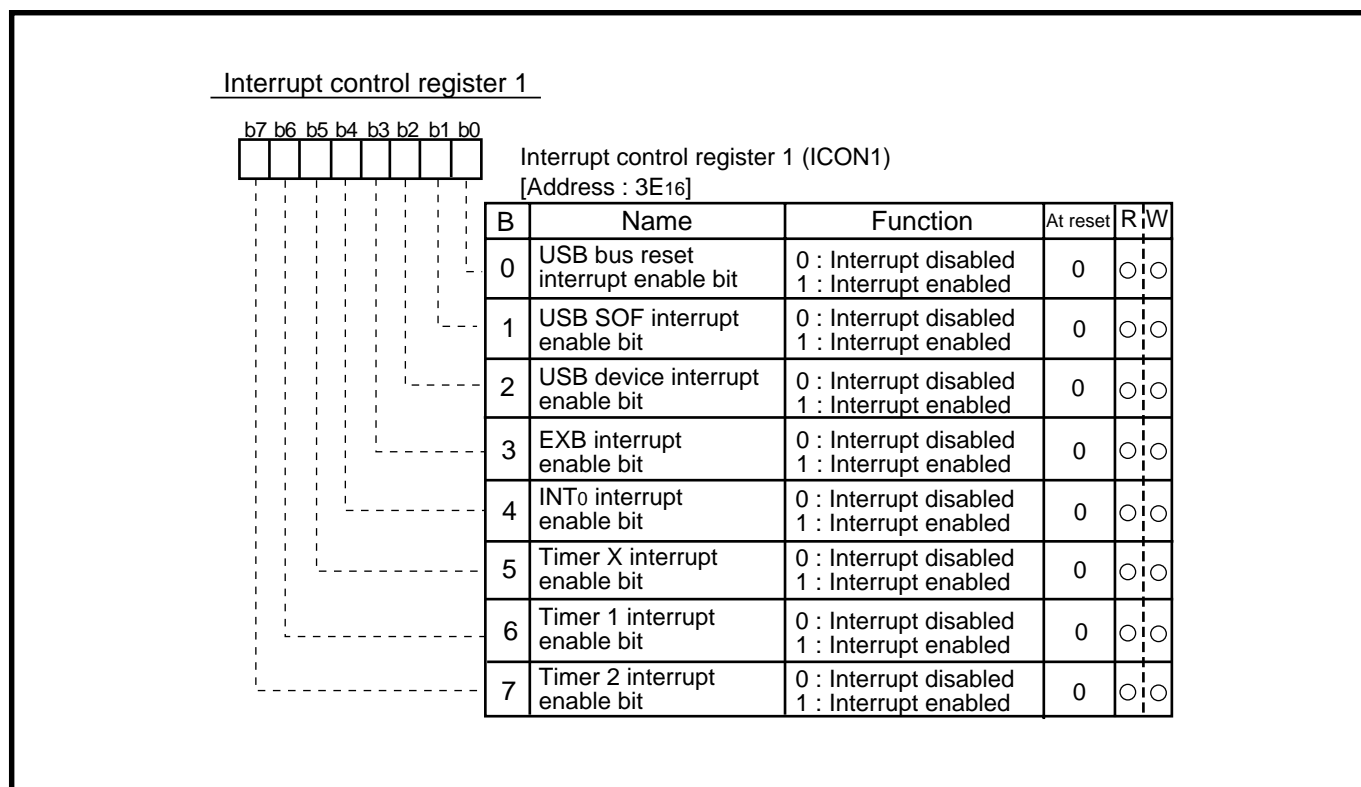 Interrupt control register 1
b7 b6 b5 b4 b3 b2 b1 b0
Interrupt control register 1 (ICON1)
[Address : 3E16]
B Name Function At reset R W
0 USB bus reset interrupt enable bit 0 : Interrupt disabled 1 : Interrupt enabled 0 ○ ○
1 USB SOF interrupt enable bit 0 : Interrupt disabled 1 : Interrupt enabled 0 ○ ○
2 USB device interrupt enable bit 0 : Interrupt disabled 1 : Interrupt enabled 0 ○ ○
3 EXB interrupt enable bit 0 : Interrupt disabled 1 : Interrupt enabled 0 ○ ○
4 INT0 interrupt enable bit 0 : Interrupt disabled 1 : Interrupt enabled 0 ○ ○
5 Timer X interrupt enable bit 0 : Interrupt disabled 1 : Interrupt enabled 0 ○ ○
6 Timer 1 interrupt enable bit 0 : Interrupt disabled 1 : Interrupt enabled 0 ○ ○
7 Timer 2 interrupt enable bit 0 : Interrupt disabled 1 : Interrupt enabled 0 ○ ○